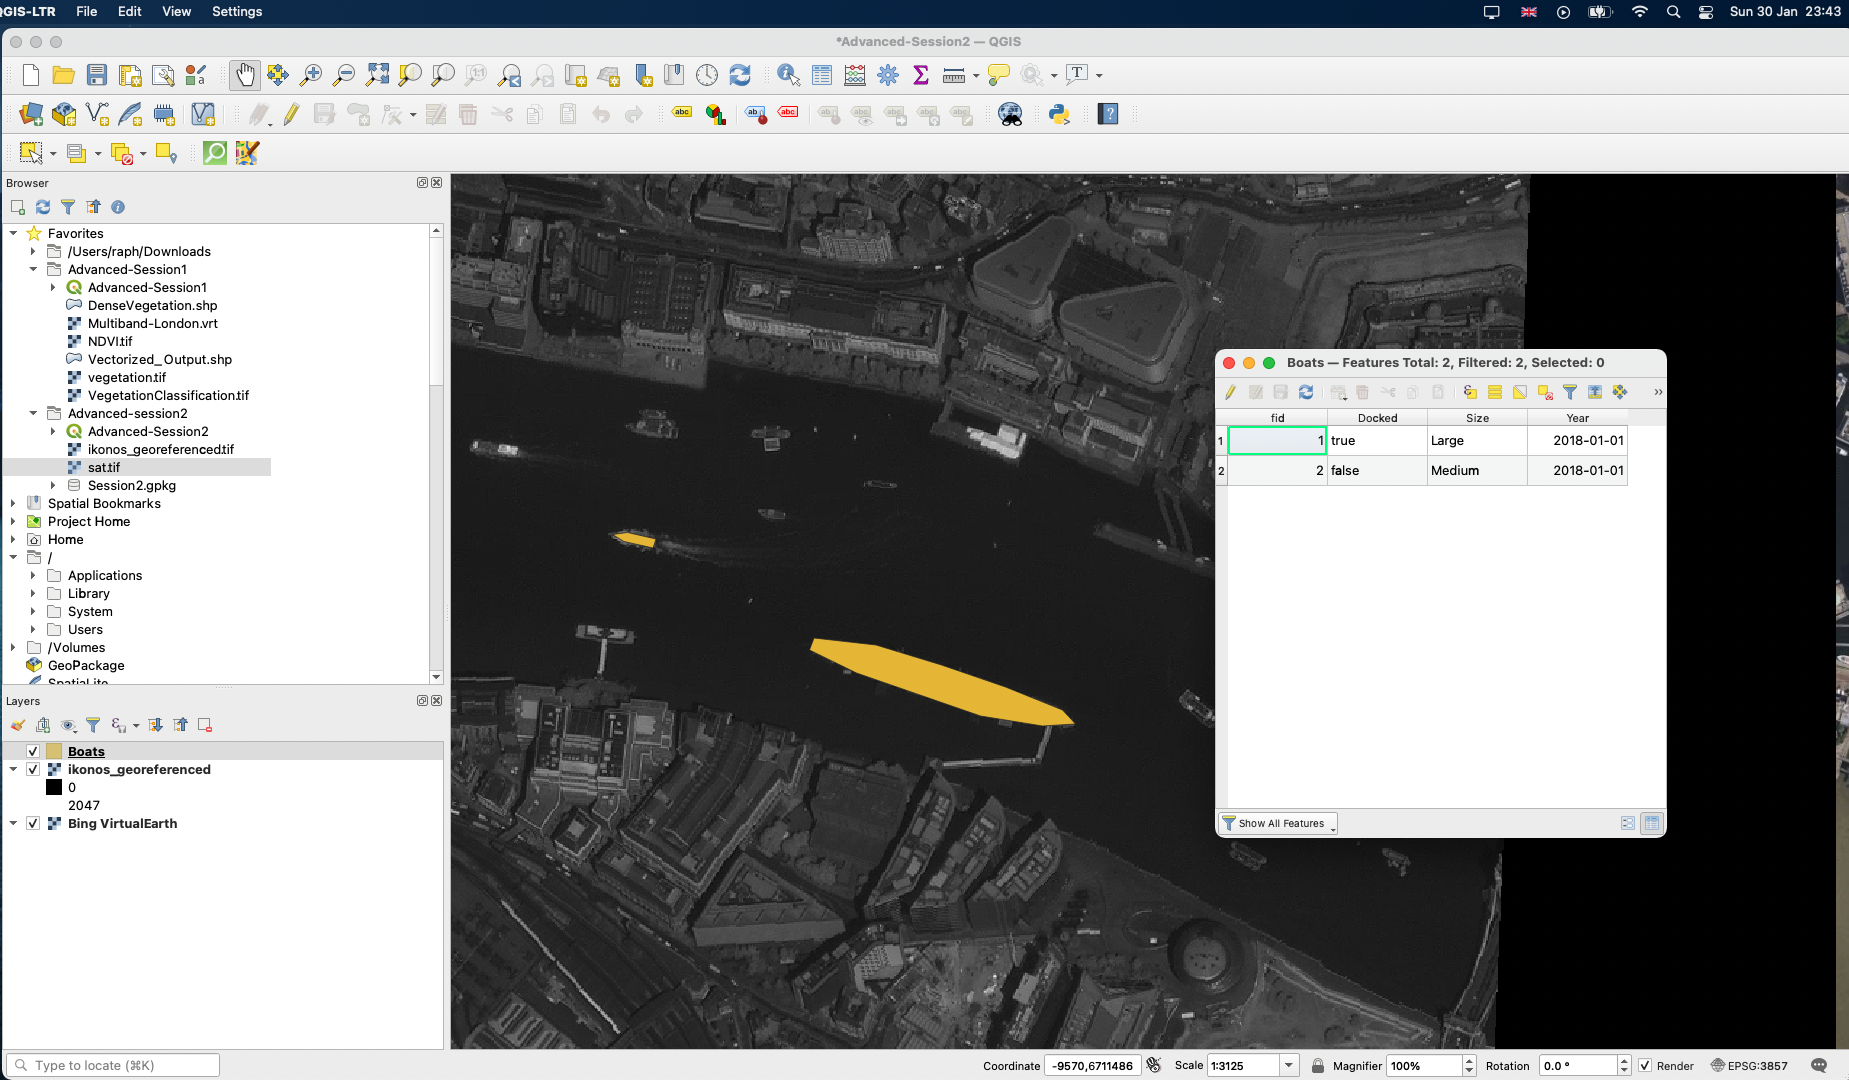 QGIS-LTR File Edit View Settings Sun 30 Jan 23:43
*Advanced-Session2 — QGIS
Browser
Favorites
/Users/raph/Downloads
Advanced-Session1
Advanced-Session1
DenseVegetation.shp
Multiband-London.vrt
NDVI.tif
Vectorized_Output.shp
vegetation.tif
VegetationClassification.tif
Advanced-session2
Advanced-Session2
ikonos_georeferenced.tif
sat.tif
Session2.gpkg
Spatial Bookmarks
Project Home
Home
/
Applications
Library
System
Users
/Volumes
GeoPackage
SpatiaLite
Layers
Boats
ikonos_georeferenced
0
2047
Bing VirtualEarth
Boats — Features Total: 2, Filtered: 2, Selected: 0
fid Docked Size Year
1 1 true Large 2018-01-01
2 2 false Medium 2018-01-01
Show All Features
Type to locate (⌘K) Coordinate -9570,6711486 Scale 1:3125 Magnifier 100% Rotation 0.0 ° Render EPSG:3857